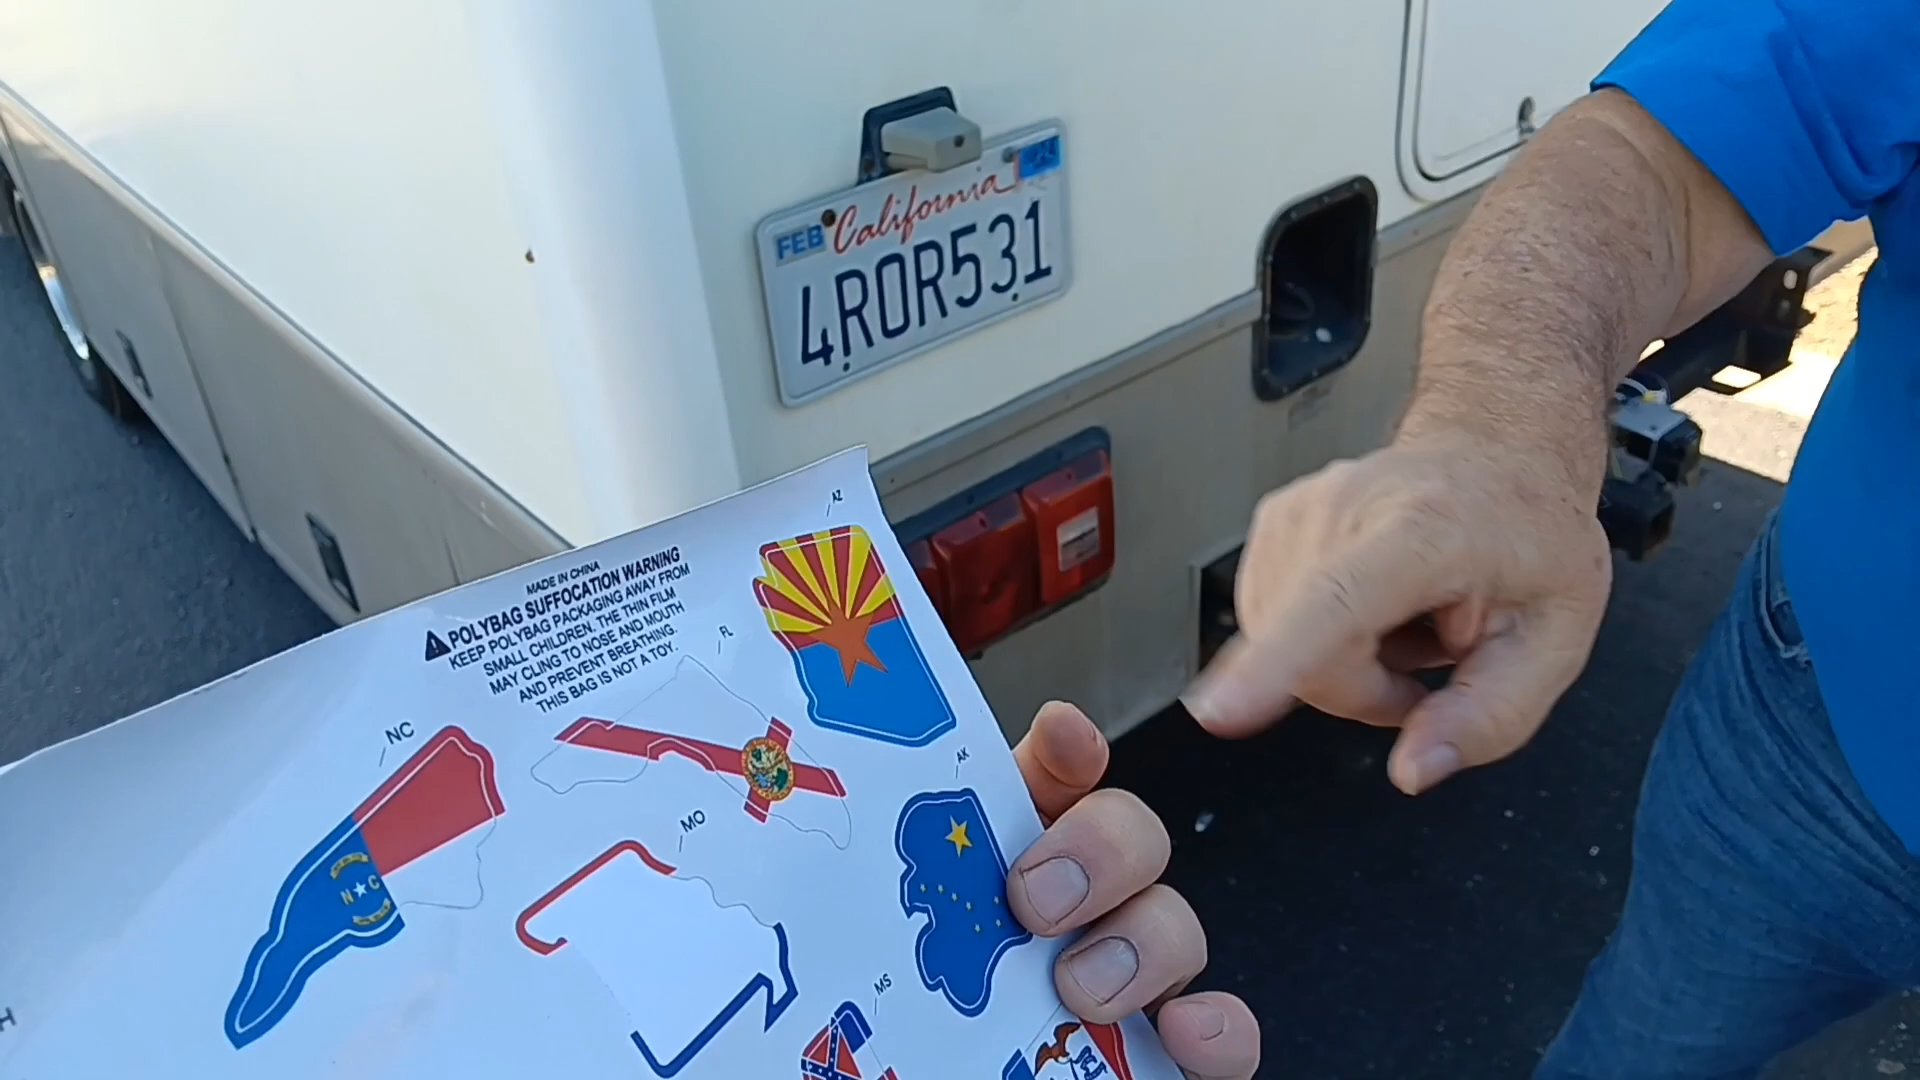 California
FEB
4ROR531
MADE IN CHINA
POLYBAG SUFFOCATION WARNING
KEEP POLYBAG PACKAGING AWAY FROM
SMALL CHILDREN. THE THIN FILM
MAY CLING TO NOSE AND MOUTH
AND PREVENT BREATHING.
THIS BAG IS NOT A TOY.
AZ
FL
NC
N C
MO
AK
MS
H